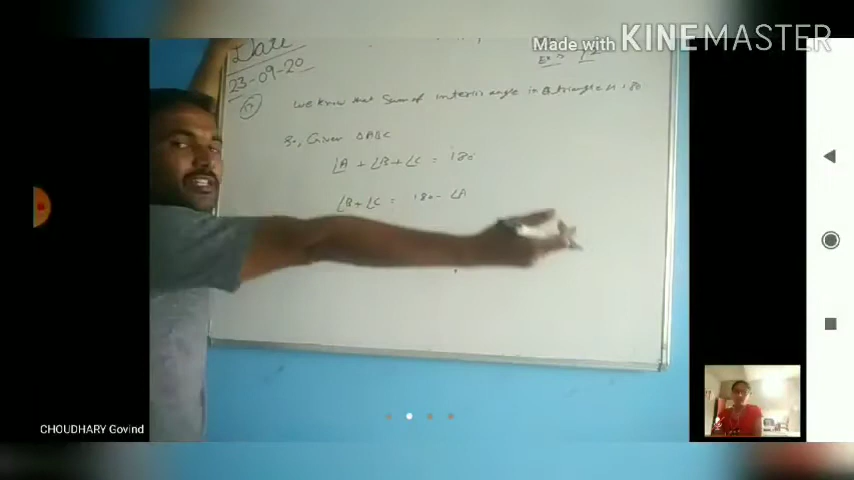 Made with KINEMASTER
Date
23-09-20
We know that Sum of interior angle in a triangle is 180
So, Given △ABC
∠A + ∠B + ∠C = 180
∠B + ∠C = 180 - ∠A
CHOUDHARY Govind